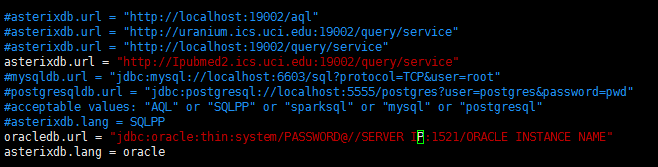 #asterixdb.url = "http://localhost:19002/aql"
#asterixdb.url = "http://uranium.ics.uci.edu:19002/query/service"
#asterixdb.url = "http://localhost:19002/query/service"
asterixdb.url = "http://Ipubmed2.ics.uci.edu:19002/query/service"
#mysqldb.url = "jdbc:mysql://localhost:6603/sql?protocol=TCP&user=root"
#postgresqldb.url = "jdbc:postgresql://localhost:5555/postgres?user=postgres&password=pwd"
#acceptable values: "AQL" or "SQLPP" or "sparksql" or "mysql" or "postgresql"
#asterixdb.lang = SQLPP
oracledb.url = "jdbc:oracle:thin:system/PASSWORD@//SERVER IP:1521/ORACLE INSTANCE NAME"
asterixdb.lang = oracle